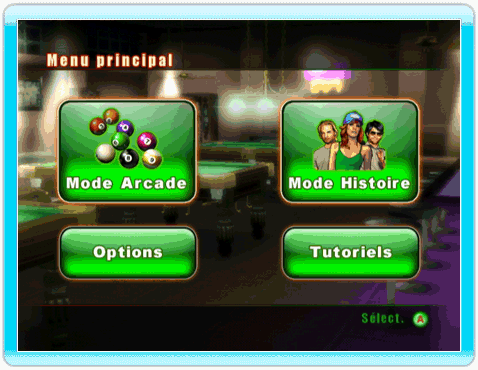 Menu principal
Mode Arcade
Mode Histoire
Options
Tutoriels
Sélect. A